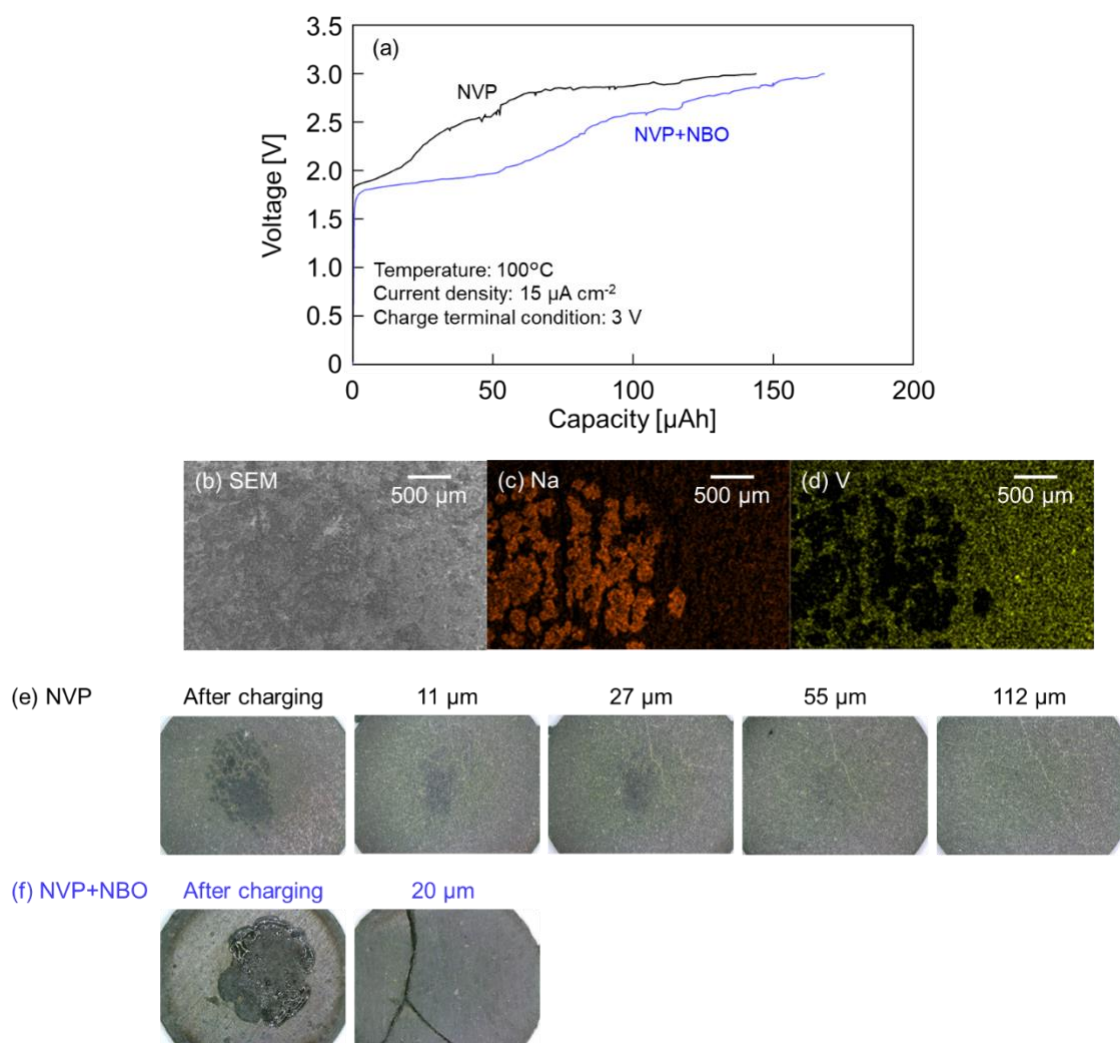 (a)
3.5
3.0
2.5
2.0
1.5
1.0
0.5
0
Voltage [V]
NVP
NVP+NBO
Temperature: 100°C
Current density: 15 µA cm⁻²
Charge terminal condition: 3 V
0 50 100 150 200
Capacity [µAh]
(b) SEM 500 µm
(c) Na 500 µm
(d) V 500 µm
(e) NVP After charging 11 µm 27 µm 55 µm 112 µm
(f) NVP+NBO After charging 20 µm